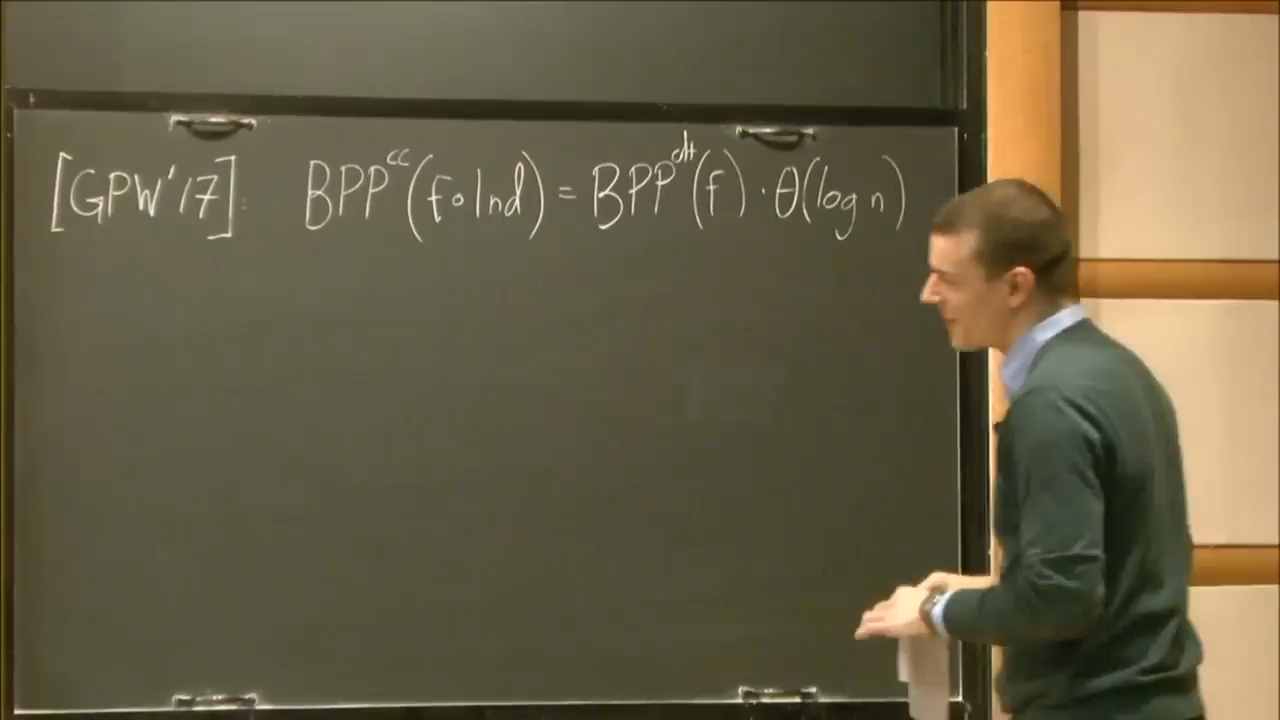 [GPW'17]: BPP^cc(f∘Ind) = BPP^dt(f) · Θ(log n)